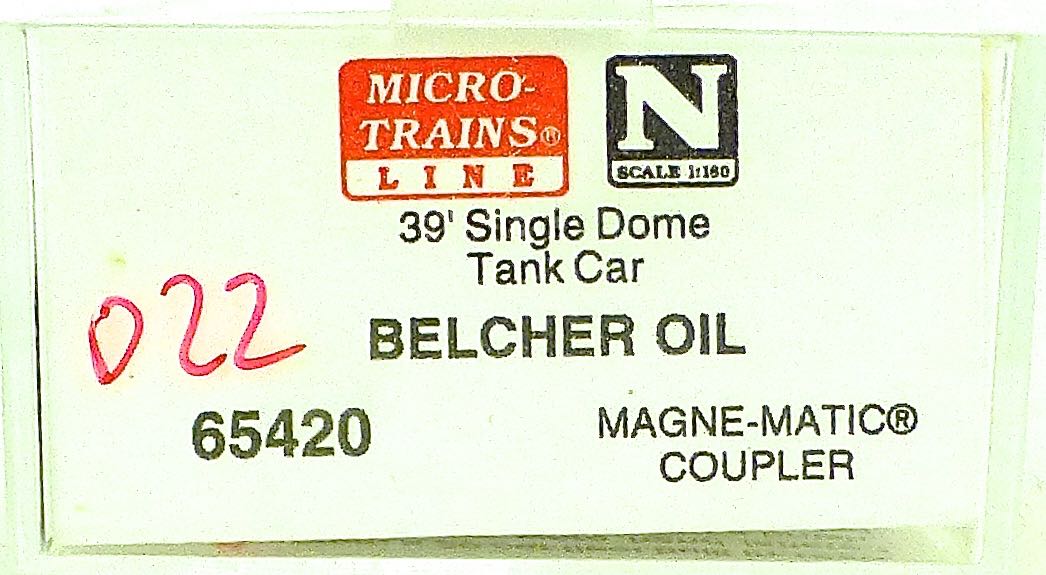 MICRO-
TRAINS®
LINE
N
SCALE 1:160
39' Single Dome
Tank Car
022
BELCHER OIL
65420
MAGNE-MATIC®
COUPLER